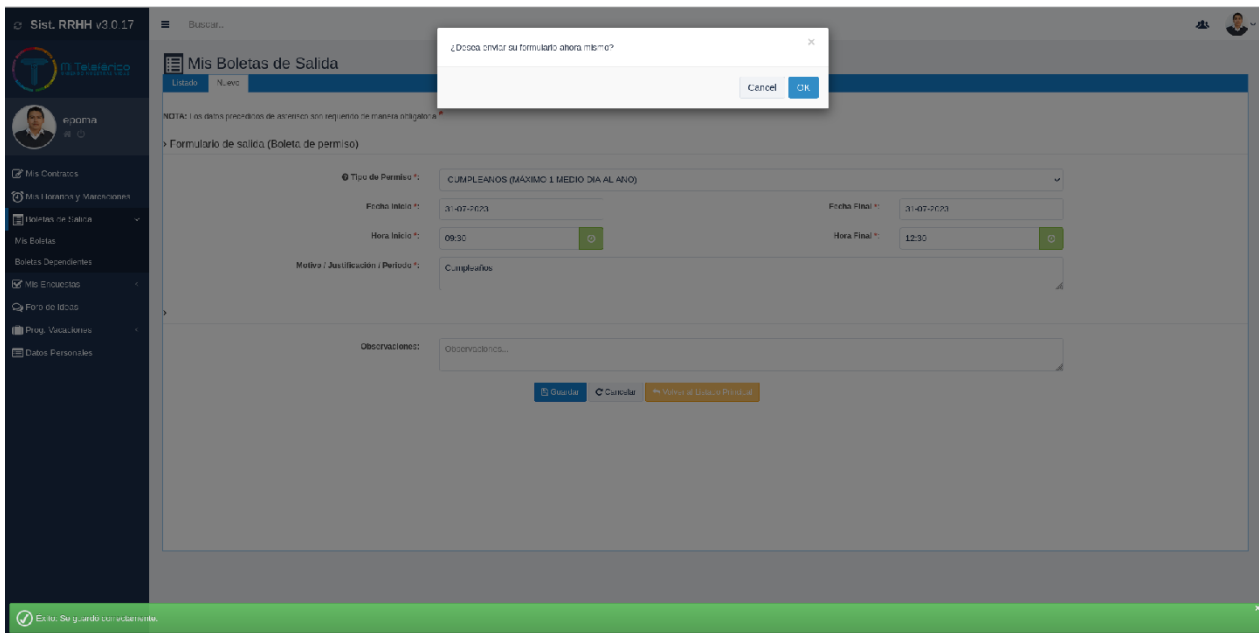 Sist. RRHH v3.0.17
Buscar...
¿Desea enviar su formulario ahora mismo?
×
Cancel
OK
Mi Teleférico
epoma
Mis Contratos
Mis Horarios y Marcaciones
Boletas de Salida
Mis Boletas
Boletas Dependientes
Mis Encuestas
Foro de Ideas
Prog. Vacaciones
Datos Personales
Mis Boletas de Salida
Listado
Nuevo
NOTA: Los datos precedidos de asterisco son requerido de manera obligatoria *
Formulario de salida (Boleta de permiso)
Tipo de Permiso *:
CUMPLEAÑOS (MÁXIMO 1 MEDIO DIA AL AÑO)
Fecha Inicio *:
31-07-2023
Fecha Final *:
31-07-2023
Hora Inicio *:
09:30
Hora Final *:
12:30
Motivo / Justificación / Periodo *:
Cumpleaños
Observaciones:
Observaciones...
Guardar
Cancelar
Volver al Listado Principal
Exito: Se guardó correctamente.
×